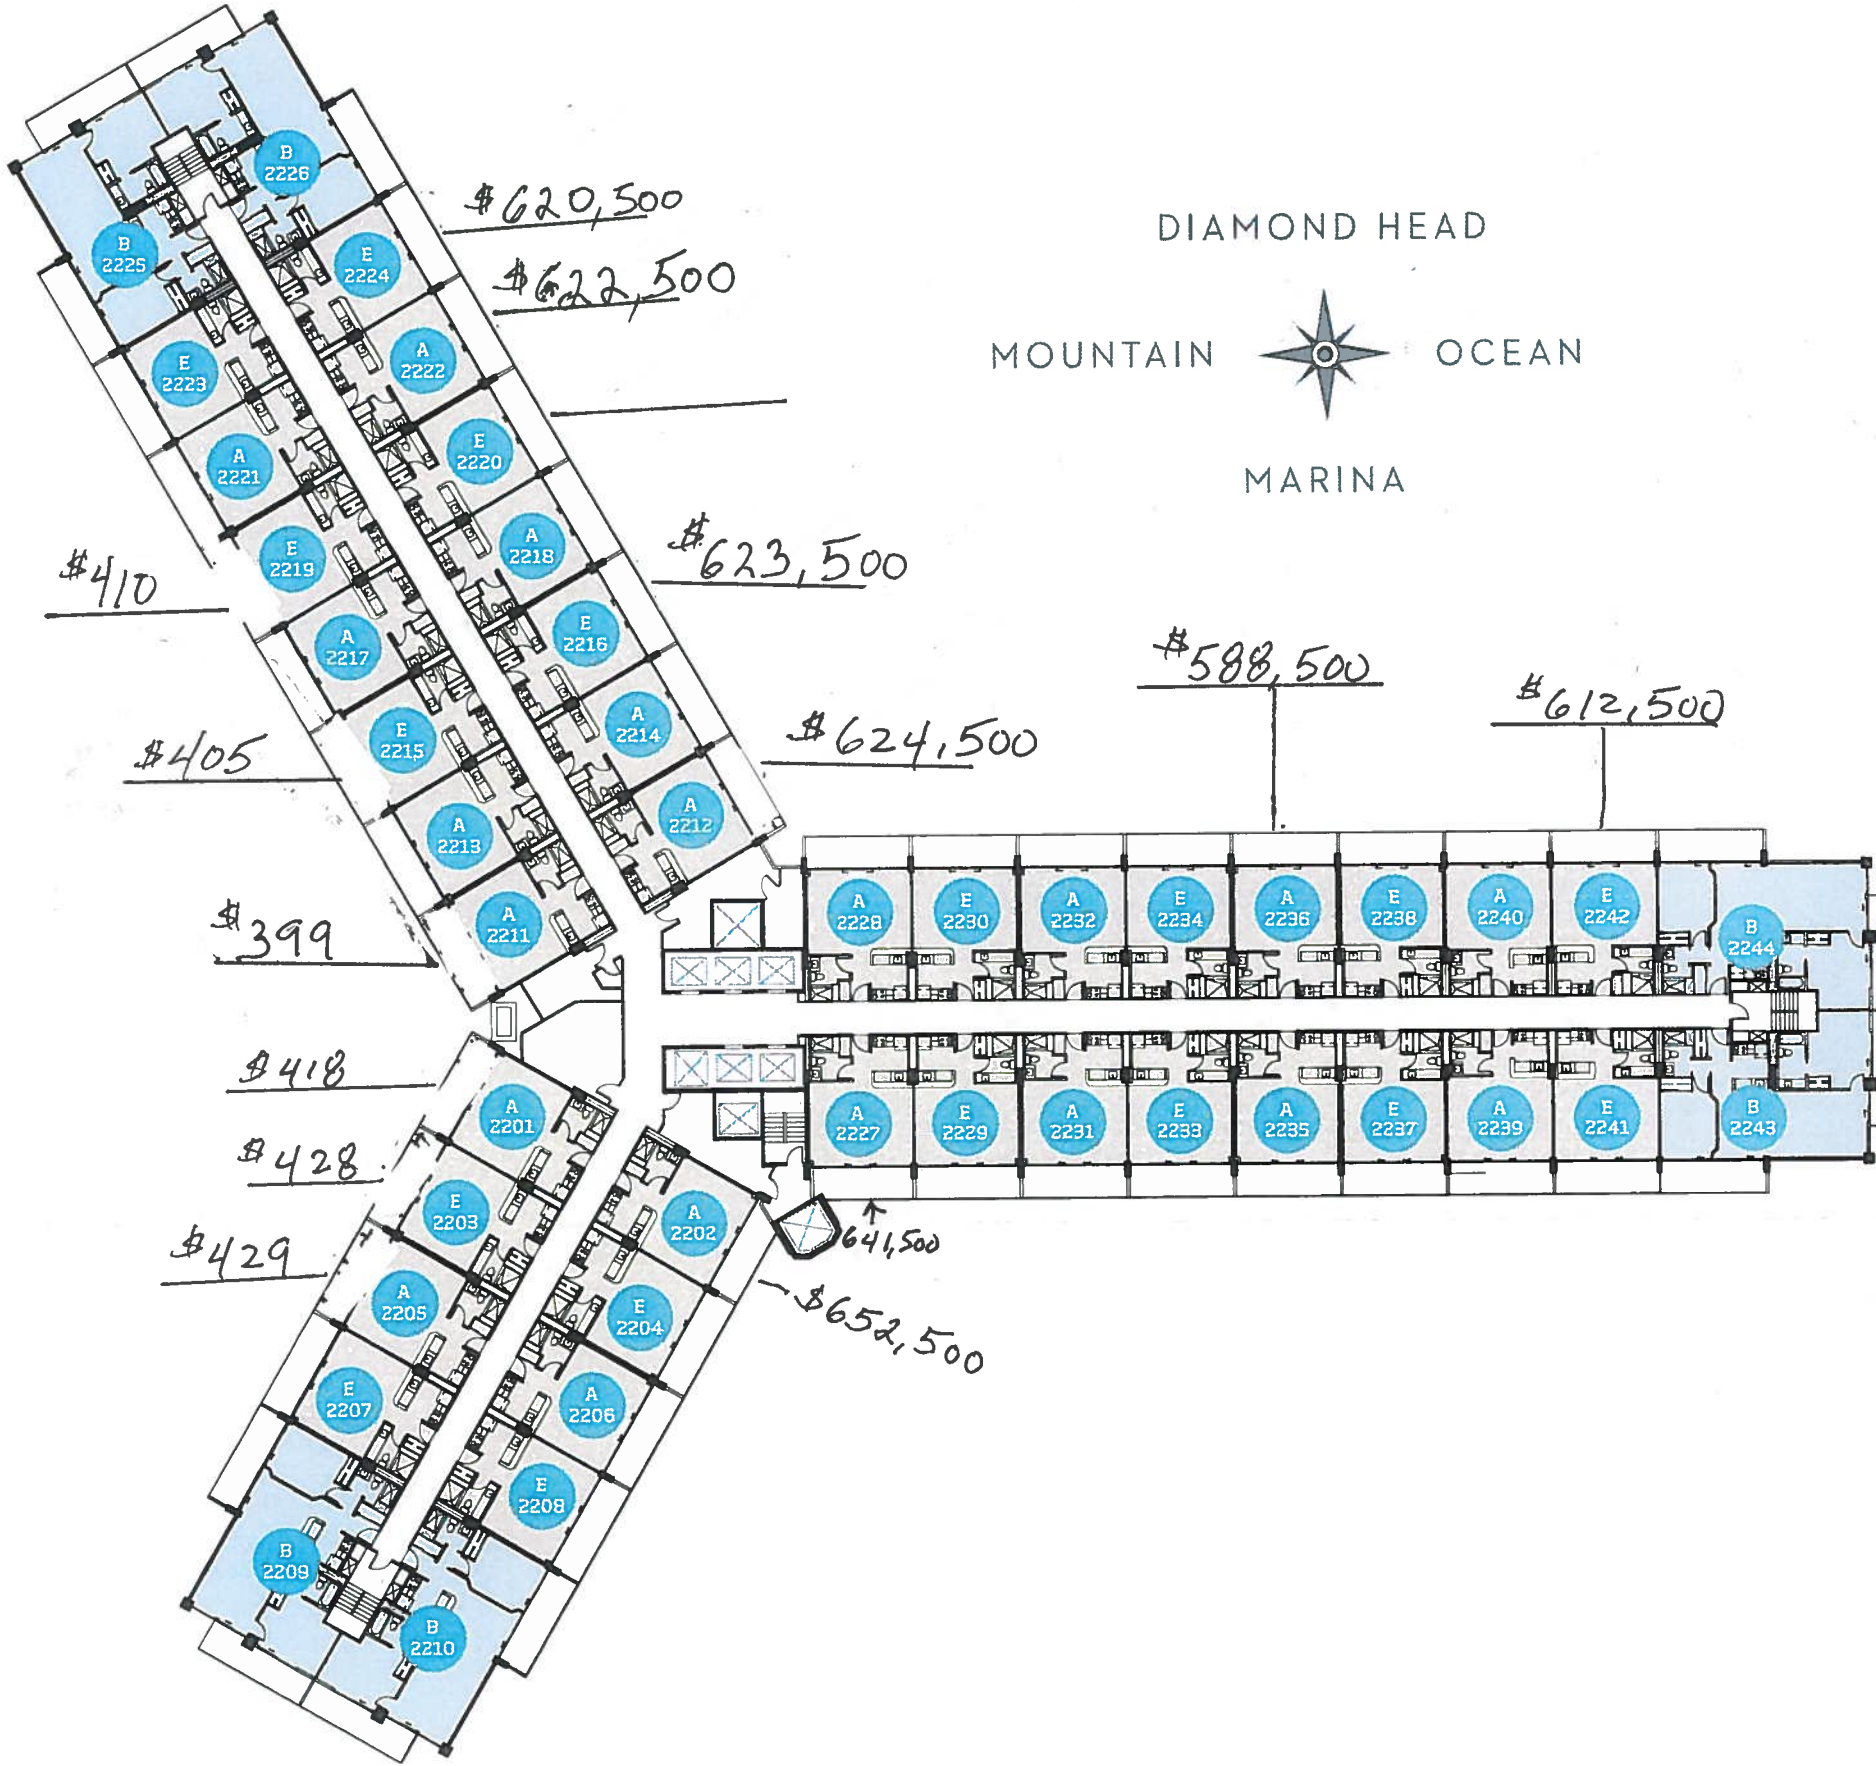 B
2226
$620,500
DIAMOND HEAD
B
2225
E
2224
$622,500
MOUNTAIN
OCEAN
E
2223
A
2222
A
2221
E
2220
MARINA
E
2219
A
2218
$410
$623,500
A
2217
E
2216
$588,500
$612,500
E
2215
A
2214
$405
$624,500
A
2213
A
2212
$399
A
2211
A
2228
E
2230
A
2232
E
2234
A
2236
E
2238
A
2240
E
2242
B
2244
$418
A
2201
A
2227
E
2229
A
2231
E
2233
A
2235
E
2237
A
2239
E
2241
B
2243
$428
E
2203
A
2202
641,500
$429
A
2205
E
2204
$652,500
E
2207
A
2206
E
2208
B
2209
B
2210